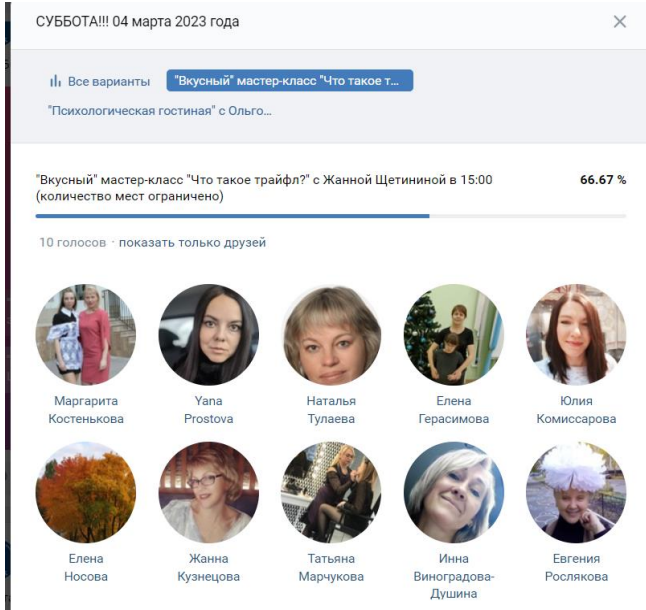 СУББОТА!!! 04 марта 2023 года
Все варианты "Вкусный" мастер-класс "Что такое т...
"Психологическая гостиная" с Ольго...
"Вкусный" мастер-класс "Что такое трайфл?" с Жанной Щетининой в 15:00 66.67 %
(количество мест ограничено)
10 голосов · показать только друзей
Маргарита Yana Наталья Елена Юлия
Костенькова Prostova Тулаева Герасимова Комиссарова
Елена Жанна Татьяна Инна Евгения
Носова Кузнецова Марчукова Виноградова- Рослякова
Душина